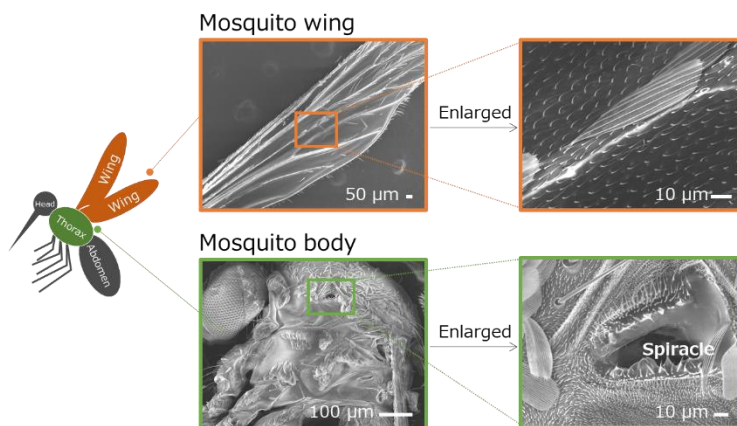 Mosquito wing
Enlarged
50 μm
10 μm
Wing
Wing
Head
Thorax
Abdomen
Mosquito body
Enlarged
Spiracle
100 μm
10 μm